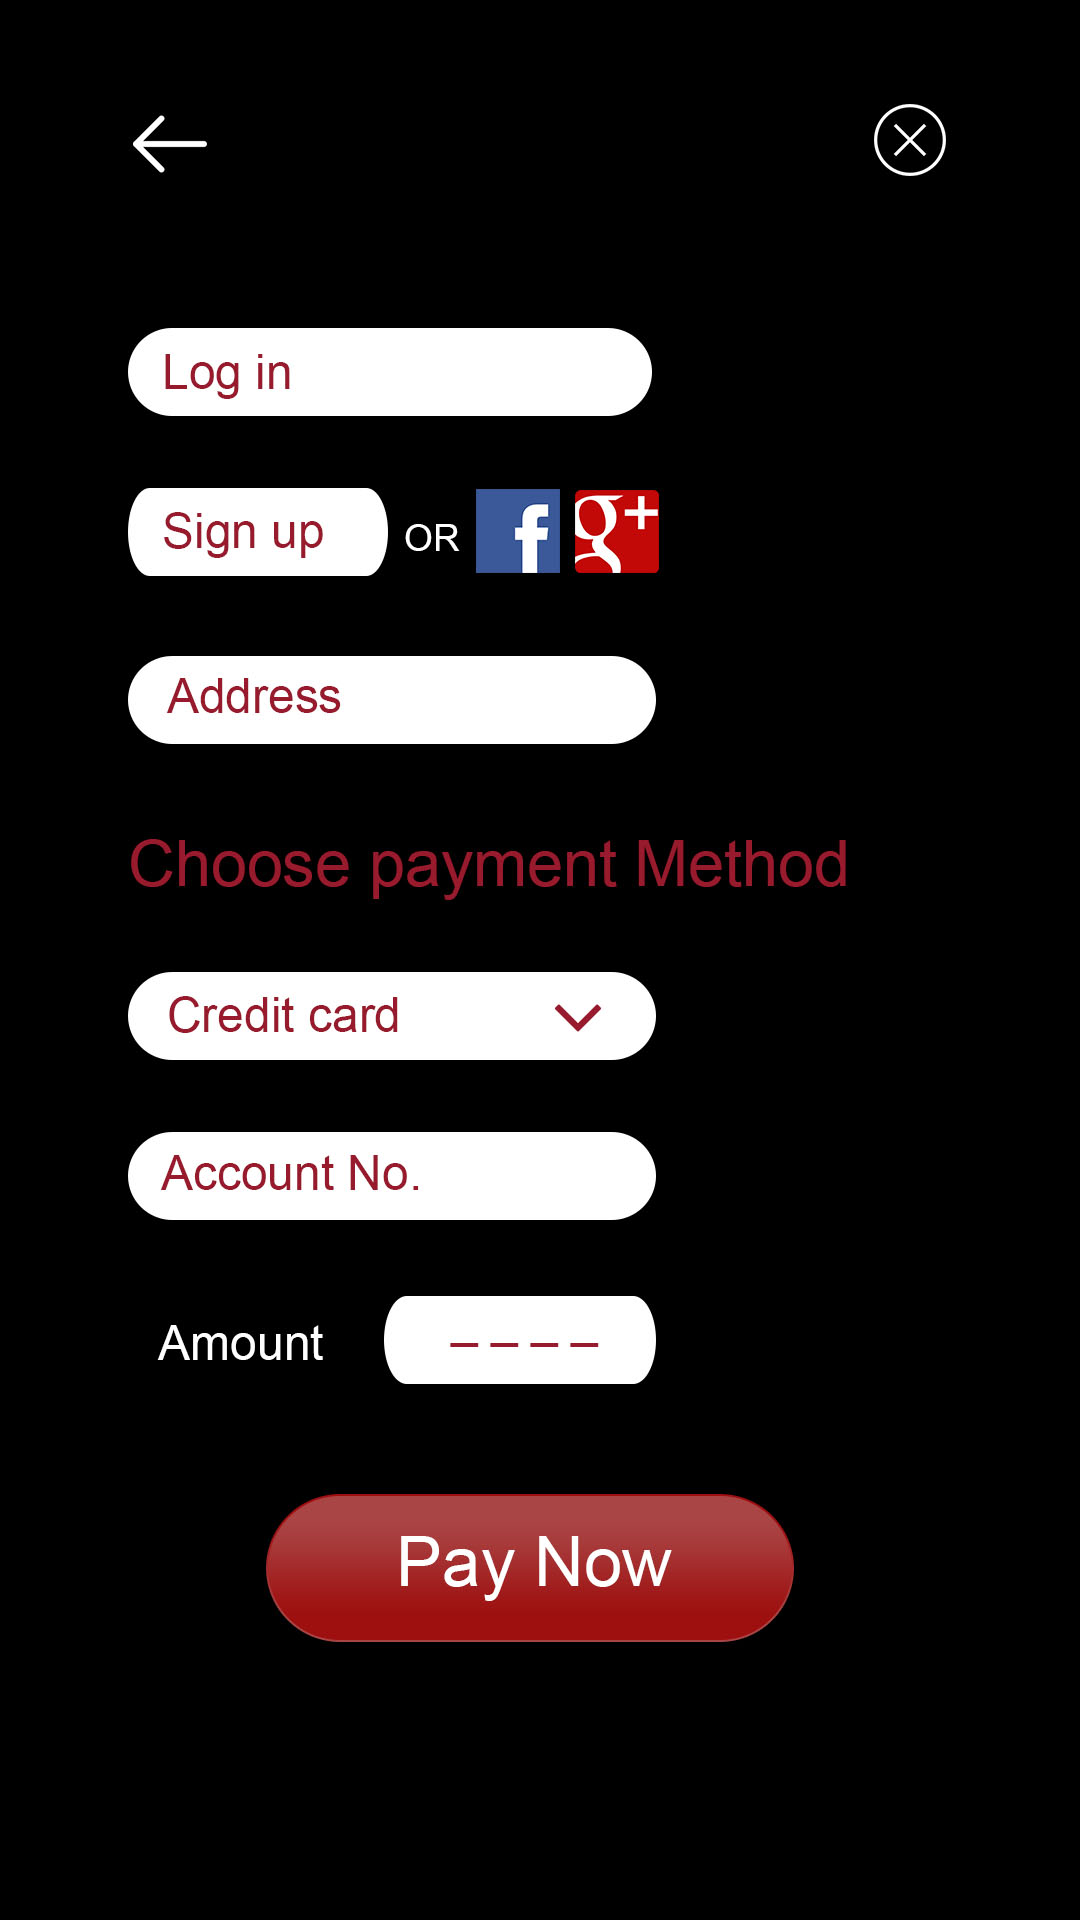 Log in
Sign up OR f g+
Address
Choose payment Method
Credit card
Account No.
Amount _ _ _ _
Pay Now